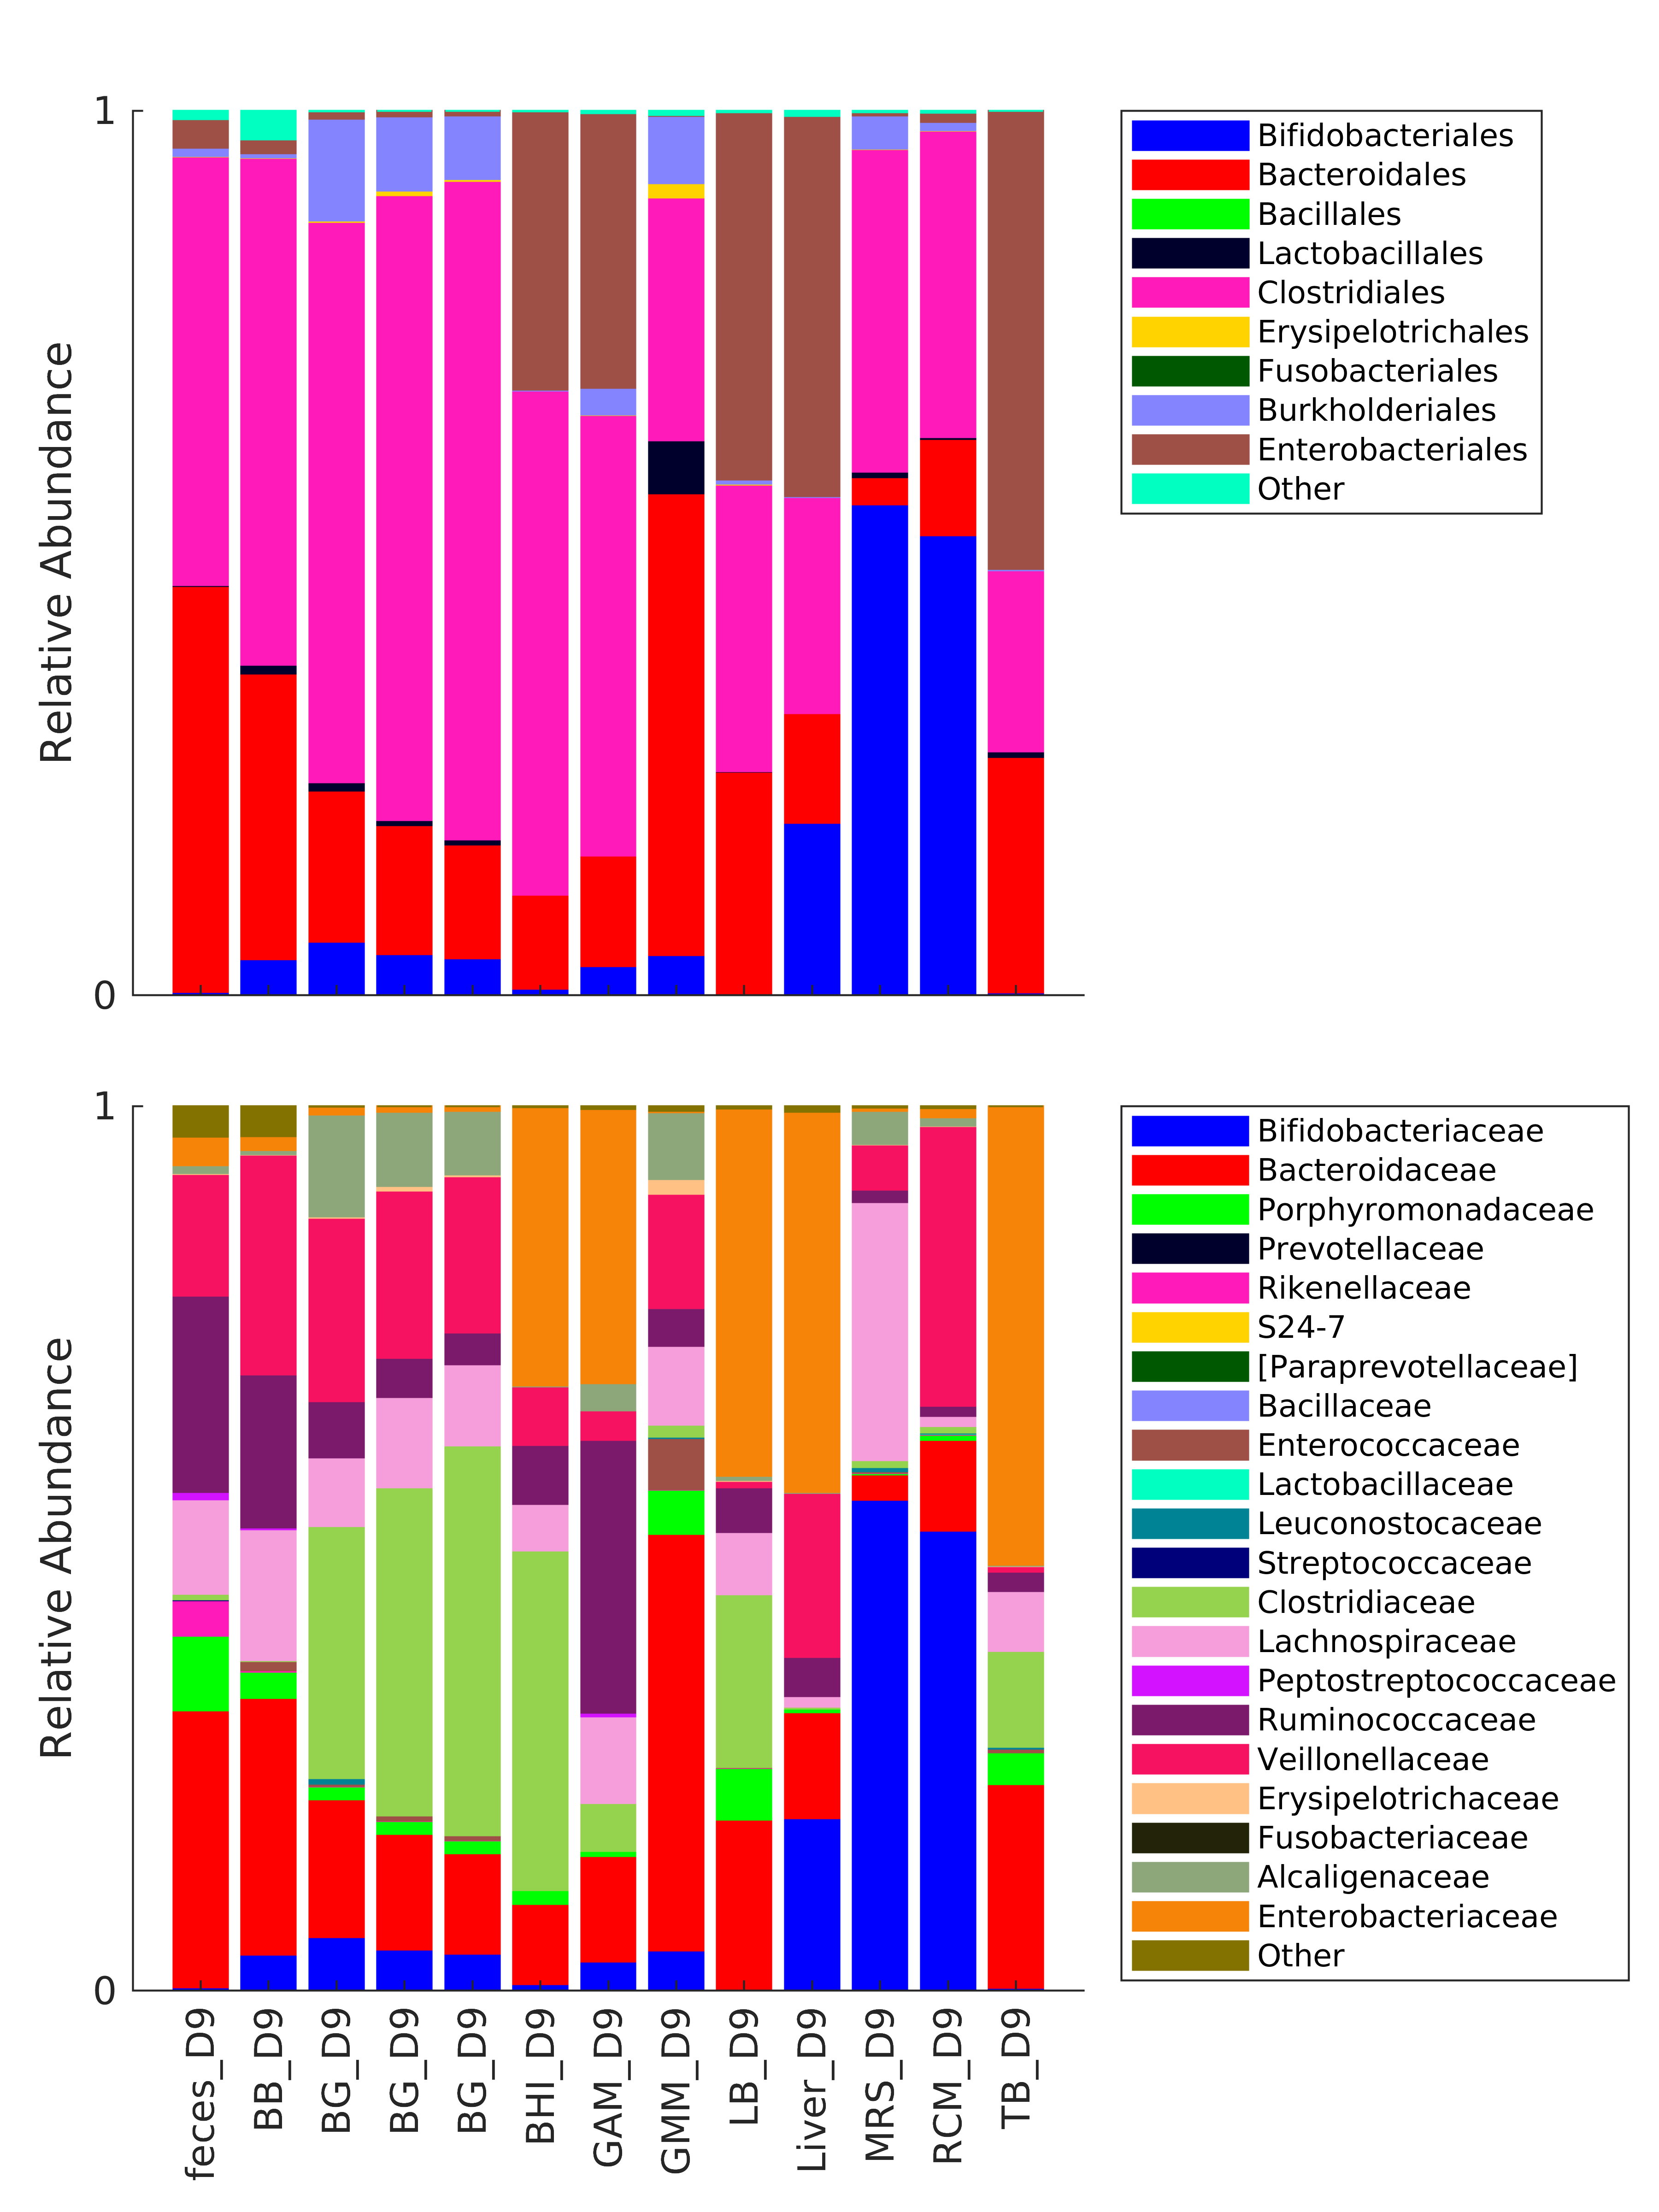 1
0
Relative Abundance
Bifidobacteriales
Bacteroidales
Bacillales
Lactobacillales
Clostridiales
Erysipelotrichales
Fusobacteriales
Burkholderiales
Enterobacteriales
Other
1
0
Relative Abundance
Bifidobacteriaceae
Bacteroidaceae
Porphyromonadaceae
Prevotellaceae
Rikenellaceae
S24-7
[Paraprevotellaceae]
Bacillaceae
Enterococcaceae
Lactobacillaceae
Leuconostocaceae
Streptococcaceae
Clostridiaceae
Lachnospiraceae
Peptostreptococcaceae
Ruminococcaceae
Veillonellaceae
Erysipelotrichaceae
Fusobacteriaceae
Alcaligenaceae
Enterobacteriaceae
Other
feces_D9
BB_D9
BG_D9
BG_D9
BG_D9
BHI_D9
GAM_D9
GMM_D9
LB_D9
Liver_D9
MRS_D9
RCM_D9
TB_D9